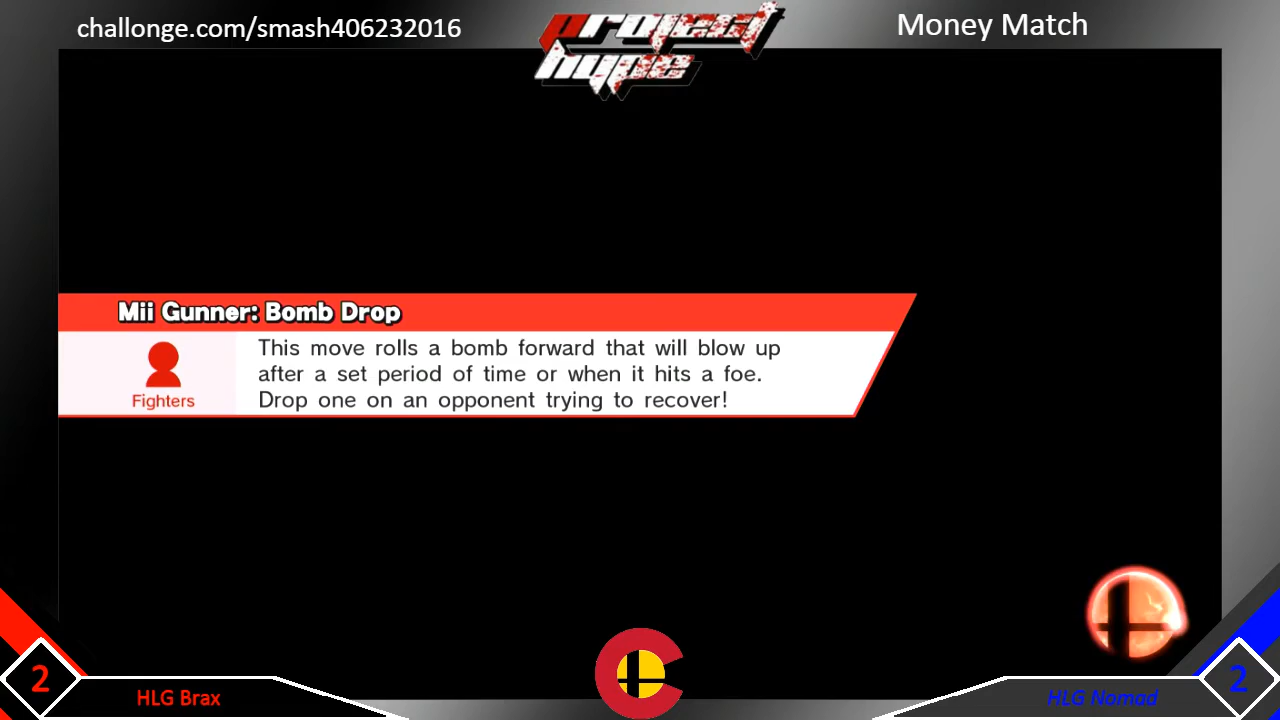 challonge.com/smash406232016
project
hype
Money Match
Mii Gunner: Bomb Drop
This move rolls a bomb forward that will blow up
after a set period of time or when it hits a foe.
Drop one on an opponent trying to recover!
Fighters
2
HLG Brax
HLG Nomad
2